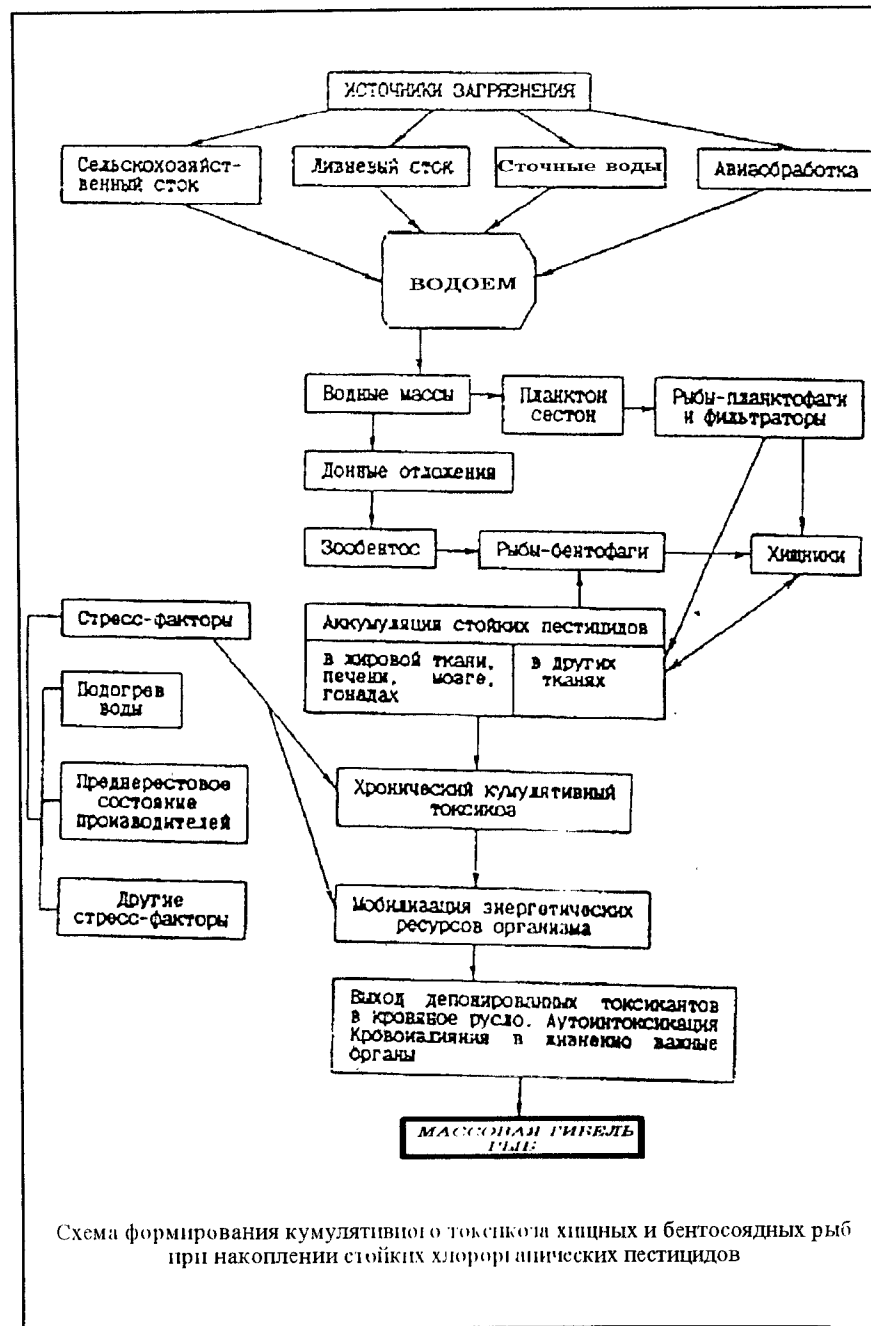 ИСТОЧНИКИ ЗАГРЯЗНЕНИЯ
Сельскохозяйст-
венный сток
Ливневый сток
Сточные воды
Авиаобработка
ВОДОЕМ
Водные массы
Планктон
сестон
Рыбы-планктофаги
и фильтраторы
Донные отложения
Зообентос
Рыбы-бентофаги
Хищники
Стресс-факторы
Аккумуляция стойких пестицидов
в жировой ткани,
печени, мозге,
гонадах
в других
тканях
Подогрев
воды
Хронический кумулятивный
токсикоз
Преднерестовое
состояние
производителей
Другие
стресс-факторы
Мобилизация энергетических
ресурсов организма
Выход депонированных токсикантов
в кровяное русло. Аутоинтоксикация
Кровоизлияния в жизненно важные
органы
МАССОВАЯ ГИБЕЛЬ
РЫБ
Схема формирования кумулятивного токсикоза хищных и бентосоядных рыб
при накоплении стойких хлорорганических пестицидов